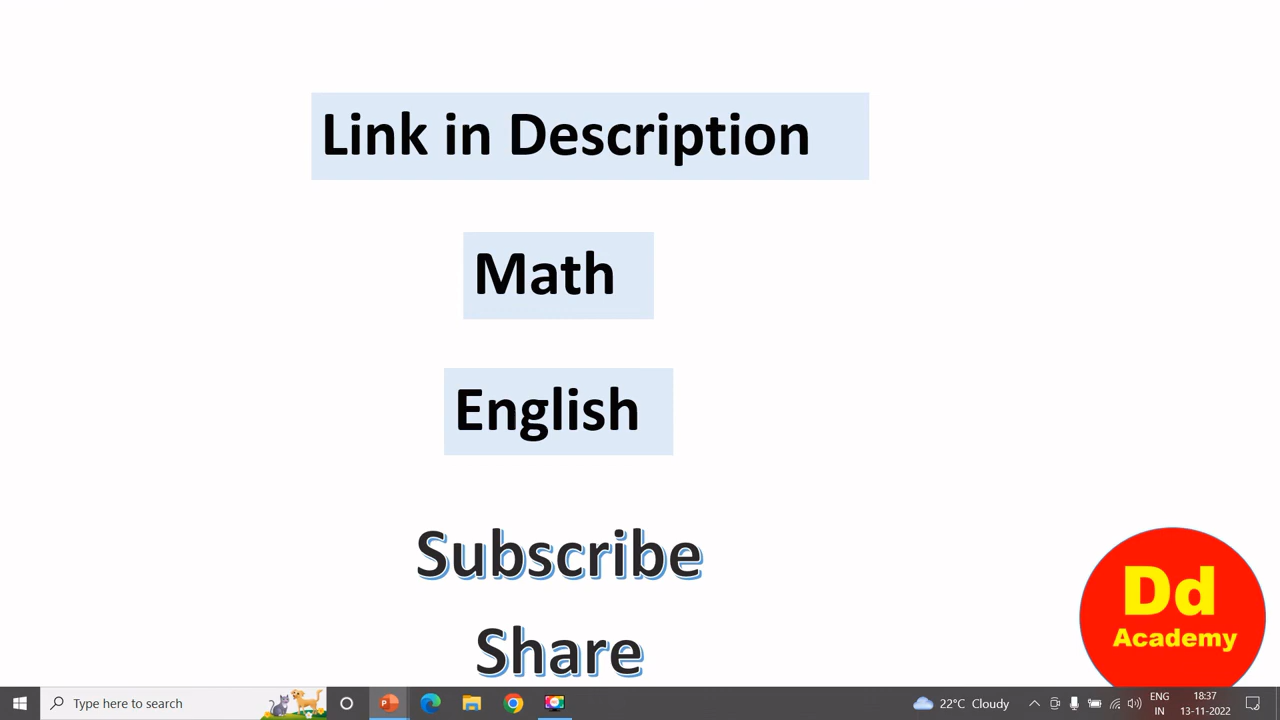 Link in Description
Math
English
Subscribe
Share
Dd
Academy
Type here to search
22°C Cloudy
ENG
IN
18:37
13-11-2022